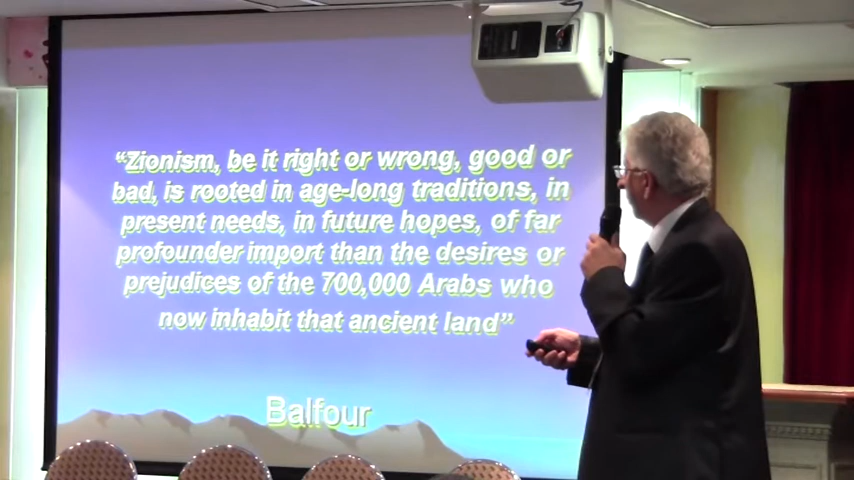 “Zionism, be it right or wrong, good or
bad, is rooted in age-long traditions, in
present needs, in future hopes, of far
profounder import than the desires or
prejudices of the 700,000 Arabs who
now inhabit that ancient land”
Balfour